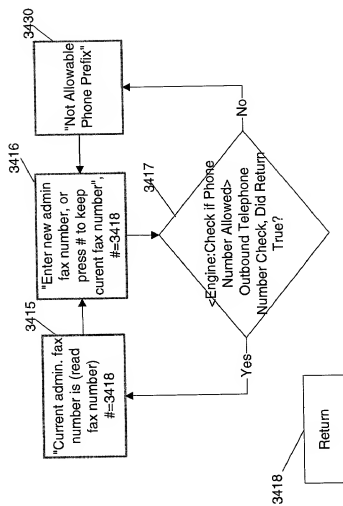 3430
"Not Allowable
Phone Prefix"
3416
"Enter new admin
fax number, or
press # to keep
curent fax number",
#=3418
3415
"Current admin. fax
number is (read
fax number)
#=3418
3417
<Engine:Check if Phone
Number Allowed>
Outbound Telephone
Number Check, Did Return
True?
No
Yes
3418
Return